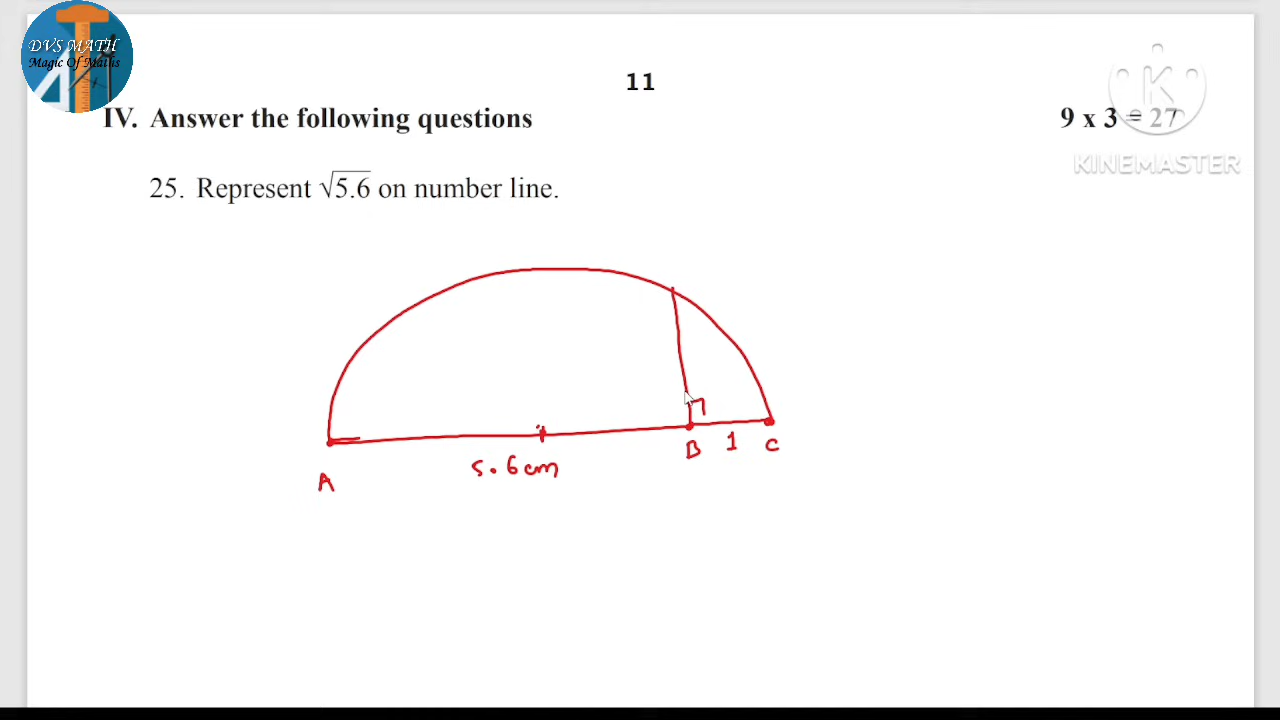 DVS MATH
Magic Of Maths
11
IV. Answer the following questions 9 x 3 = 27
KINEMASTER
25. Represent √5.6 on number line.
A 5.6cm B 1 C